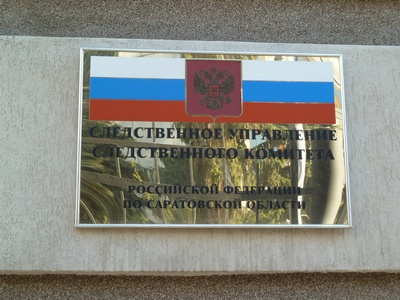 СЛЕДСТВЕННОЕ УПРАВЛЕНИЕ
СЛЕДСТВЕННОГО КОМИТЕТА
РОССИЙСКОЙ ФЕДЕРАЦИИ
ПО САРАТОВСКОЙ ОБЛАСТИ